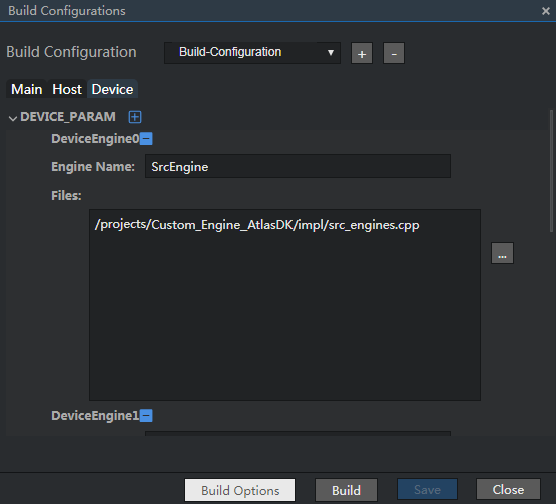 Build Configurations ×
Build Configuration Build-Configuration ▼ + -
Main Host Device
DEVICE_PARAM +
DeviceEngine0 −
Engine Name: SrcEngine
Files:
/projects/Custom_Engine_AtlasDK/impl/src_engines.cpp
...
DeviceEngine1 −
Build Options Build Save Close